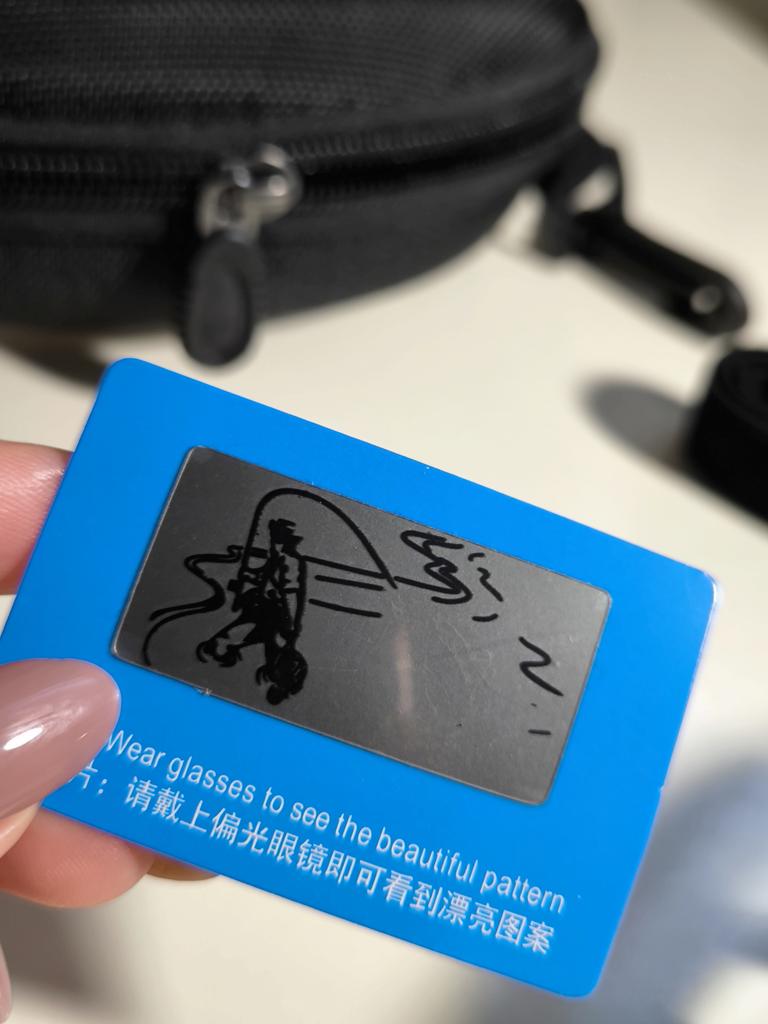 Wear glasses to see the beautiful pattern
片：请戴上偏光眼镜即可看到漂亮图案